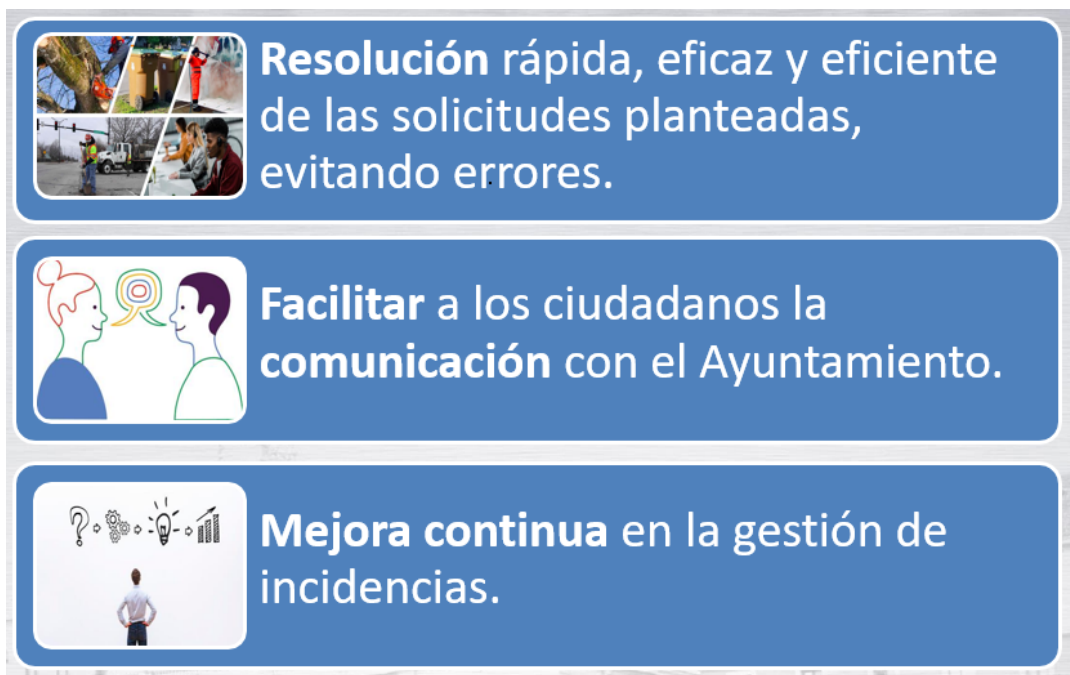 Resolución rápida, eficaz y eficiente
de las solicitudes planteadas,
evitando errores.
Facilitar a los ciudadanos la
comunicación con el Ayuntamiento.
Mejora continua en la gestión de
incidencias.